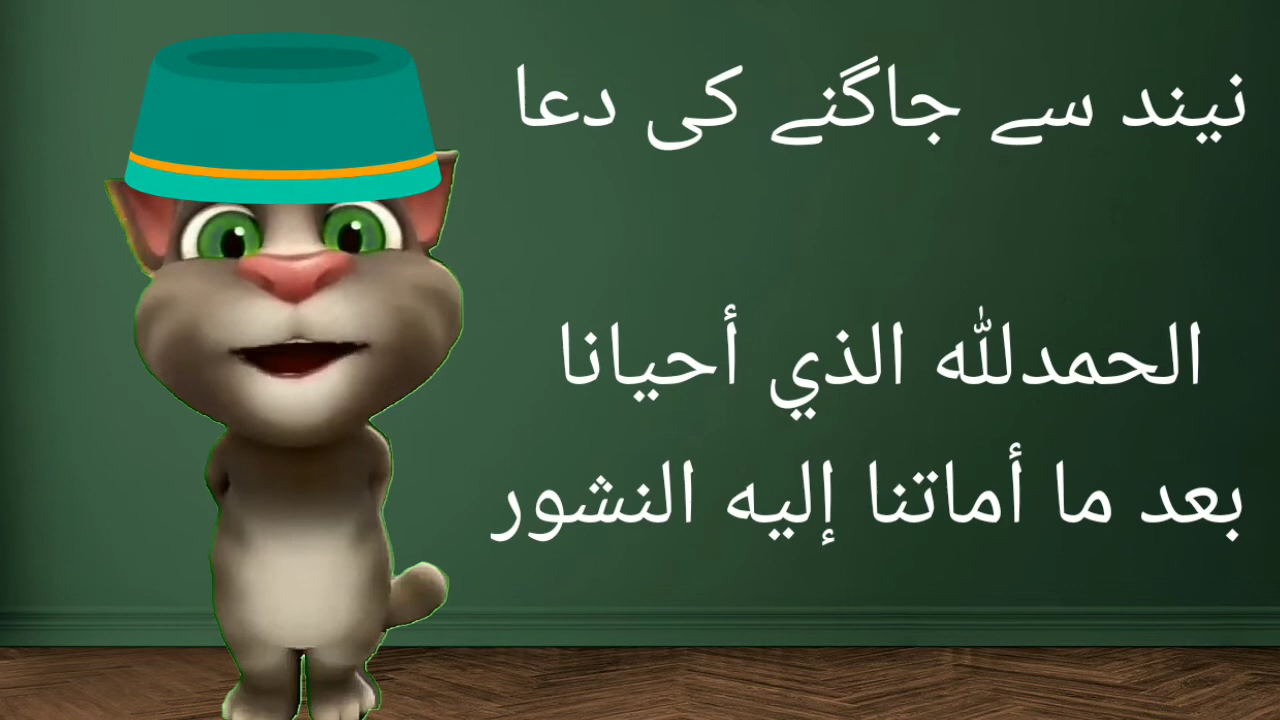 نیند سے جاگنے کی دعا
الحمدلله الذي أحيانا
بعد ما أماتنا إليه النشور